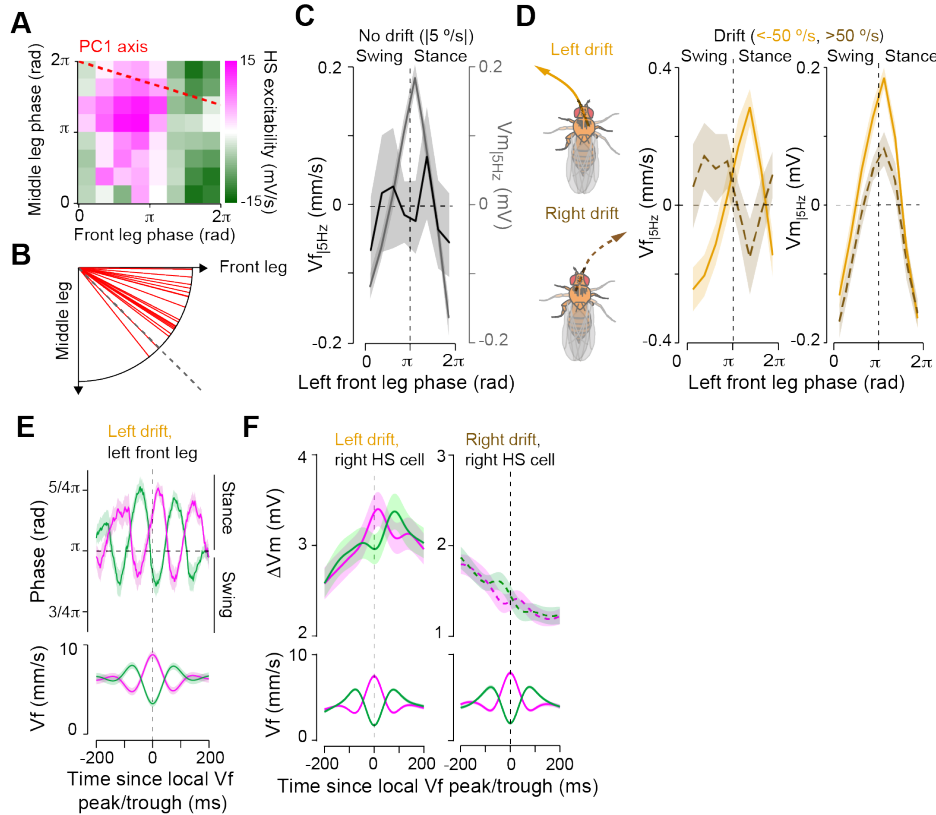 A
PC1 axis
Middle leg phase (rad)
2π
π
0
0
π
2π
Front leg phase (rad)
15
-15
HS excitability (mV/s)
B
Front leg
Middle leg
C
No drift (|5 º/s|)
Swing
Stance
0.2
0
-0.2
Vf|5Hz (mm/s)
0.2
0
-0.2
Vm|5Hz (mV)
0
π
2π
Left front leg phase (rad)
D
Left drift
Right drift
Drift (<-50 º/s, >50 º/s)
Swing
Stance
0.4
0
-0.4
Vf|5Hz (mm/s)
0
π
2π
Swing
Stance
0.2
0
-0.2
Vm|5Hz (mV)
0
π
2π
Left front leg phase (rad)
E
Left drift,
left front leg
5/4π
π
3/4π
Phase (rad)
Stance
Swing
10
0
Vf (mm/s)
-200
0
200
Time since local Vf
peak/trough (ms)
F
Left drift,
right HS cell
4
3
2
ΔVm (mV)
Right drift,
right HS cell
3
2
1
10
0
Vf (mm/s)
10
0
-200
0
200
-200
0
200
Time since local Vf peak/trough (ms)